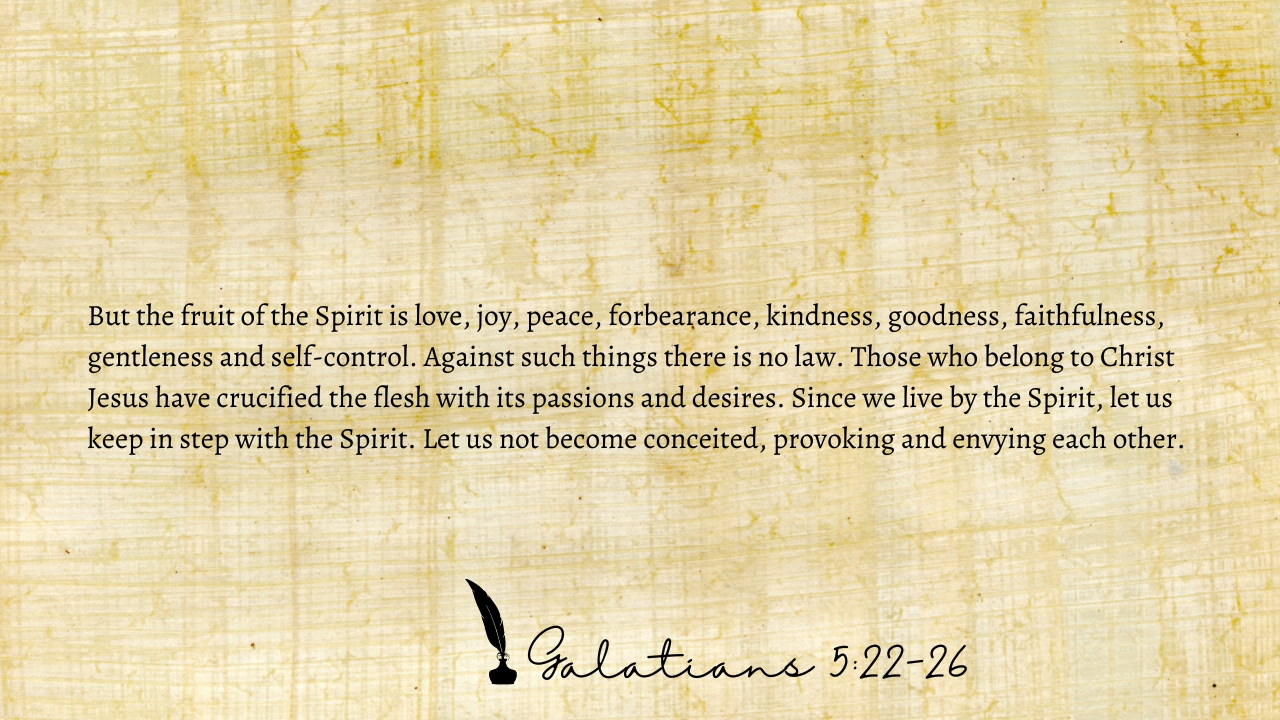 But the fruit of the Spirit is love, joy, peace, forbearance, kindness, goodness, faithfulness,
gentleness and self-control. Against such things there is no law. Those who belong to Christ
Jesus have crucified the flesh with its passions and desires. Since we live by the Spirit, let us
keep in step with the Spirit. Let us not become conceited, provoking and envying each other.
Galatians 5:22-26